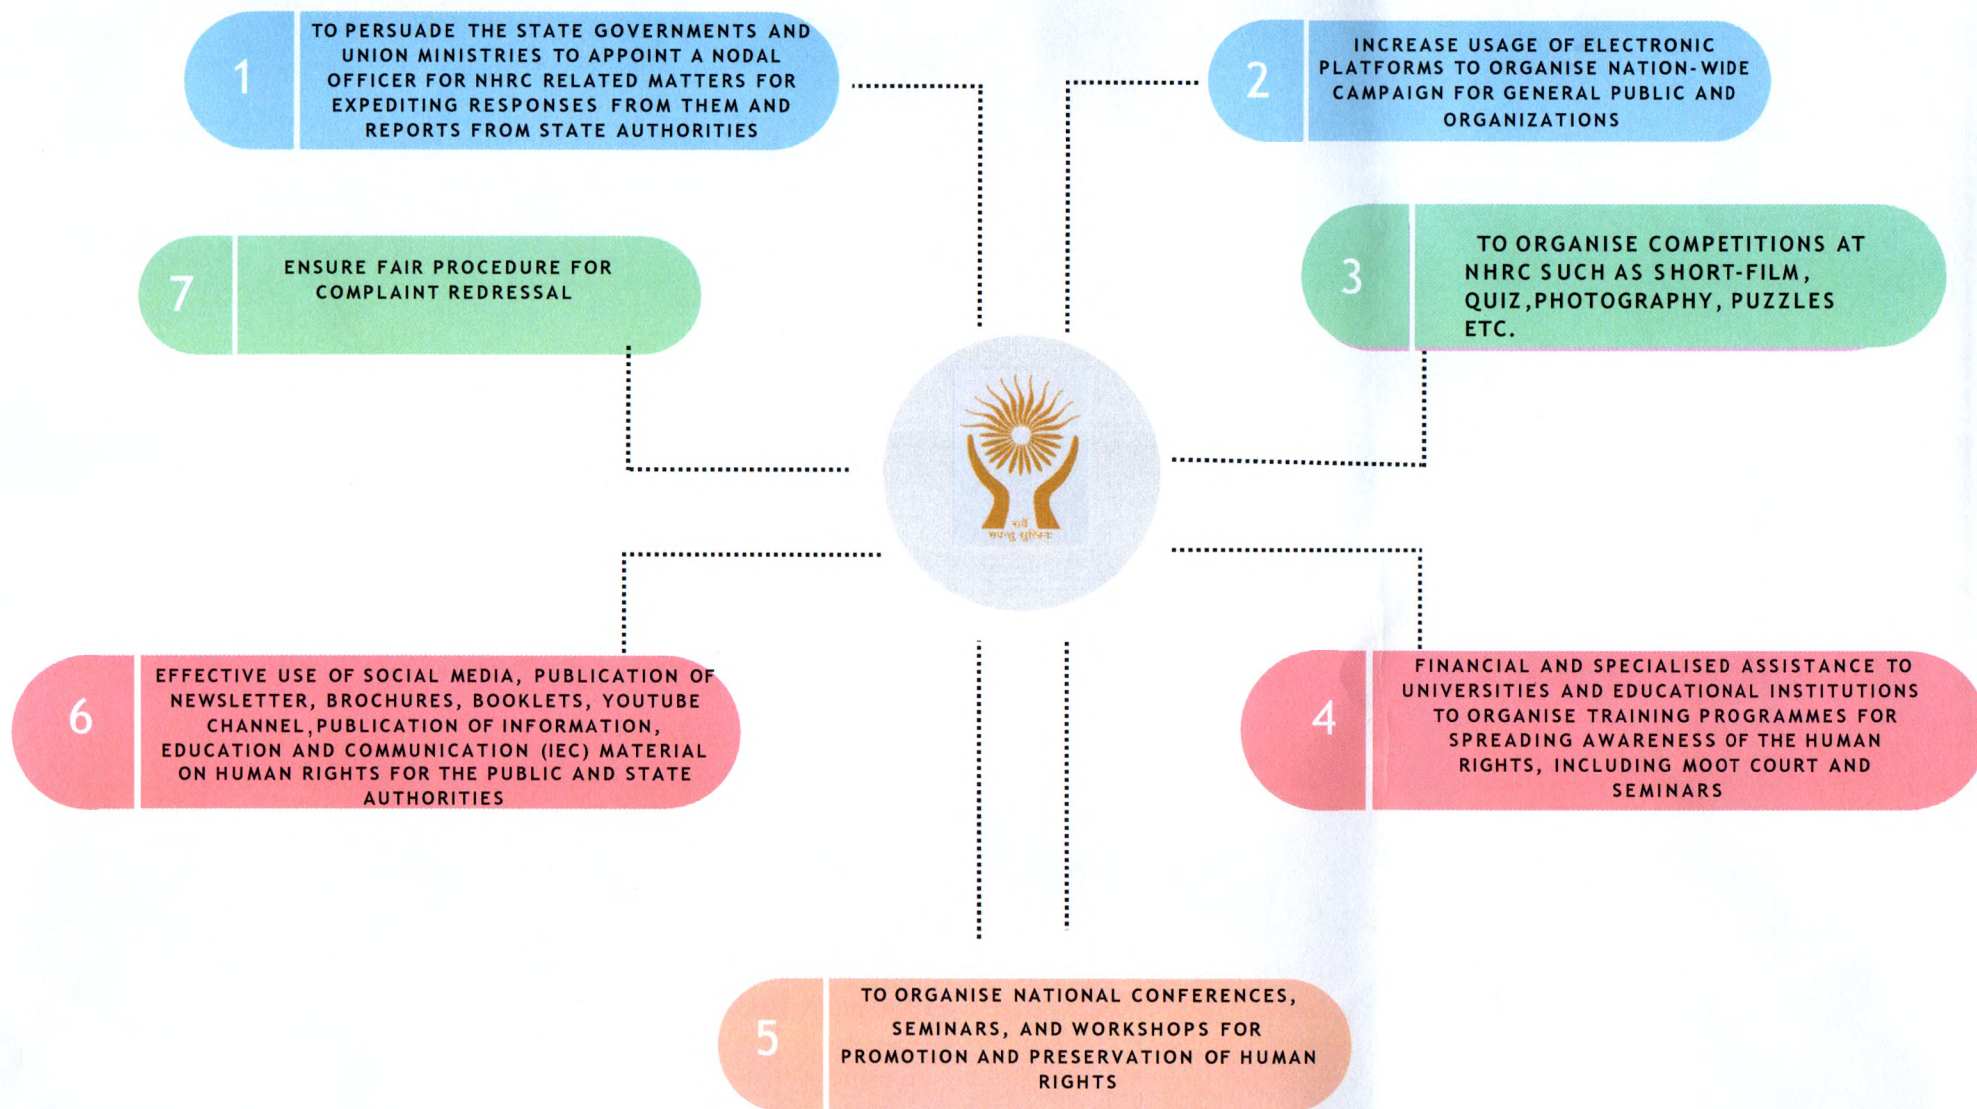 1
TO PERSUADE THE STATE GOVERNMENTS AND
UNION MINISTRIES TO APPOINT A NODAL
OFFICER FOR NHRC RELATED MATTERS FOR
EXPEDITING RESPONSES FROM THEM AND
REPORTS FROM STATE AUTHORITIES
2
INCREASE USAGE OF ELECTRONIC
PLATFORMS TO ORGANISE NATION-WIDE
CAMPAIGN FOR GENERAL PUBLIC AND
ORGANIZATIONS
3
TO ORGANISE COMPETITIONS AT
NHRC SUCH AS SHORT-FILM,
QUIZ,PHOTOGRAPHY, PUZZLES
ETC.
4
FINANCIAL AND SPECIALISED ASSISTANCE TO
UNIVERSITIES AND EDUCATIONAL INSTITUTIONS
TO ORGANISE TRAINING PROGRAMMES FOR
SPREADING AWARENESS OF THE HUMAN
RIGHTS, INCLUDING MOOT COURT AND
SEMINARS
5
TO ORGANISE NATIONAL CONFERENCES,
SEMINARS, AND WORKSHOPS FOR
PROMOTION AND PRESERVATION OF HUMAN
RIGHTS
6
EFFECTIVE USE OF SOCIAL MEDIA, PUBLICATION OF
NEWSLETTER, BROCHURES, BOOKLETS, YOUTUBE
CHANNEL,PUBLICATION OF INFORMATION,
EDUCATION AND COMMUNICATION (IEC) MATERIAL
ON HUMAN RIGHTS FOR THE PUBLIC AND STATE
AUTHORITIES
7
ENSURE FAIR PROCEDURE FOR
COMPLAINT REDRESSAL
सर्वे
भवन्तु सुखिनः